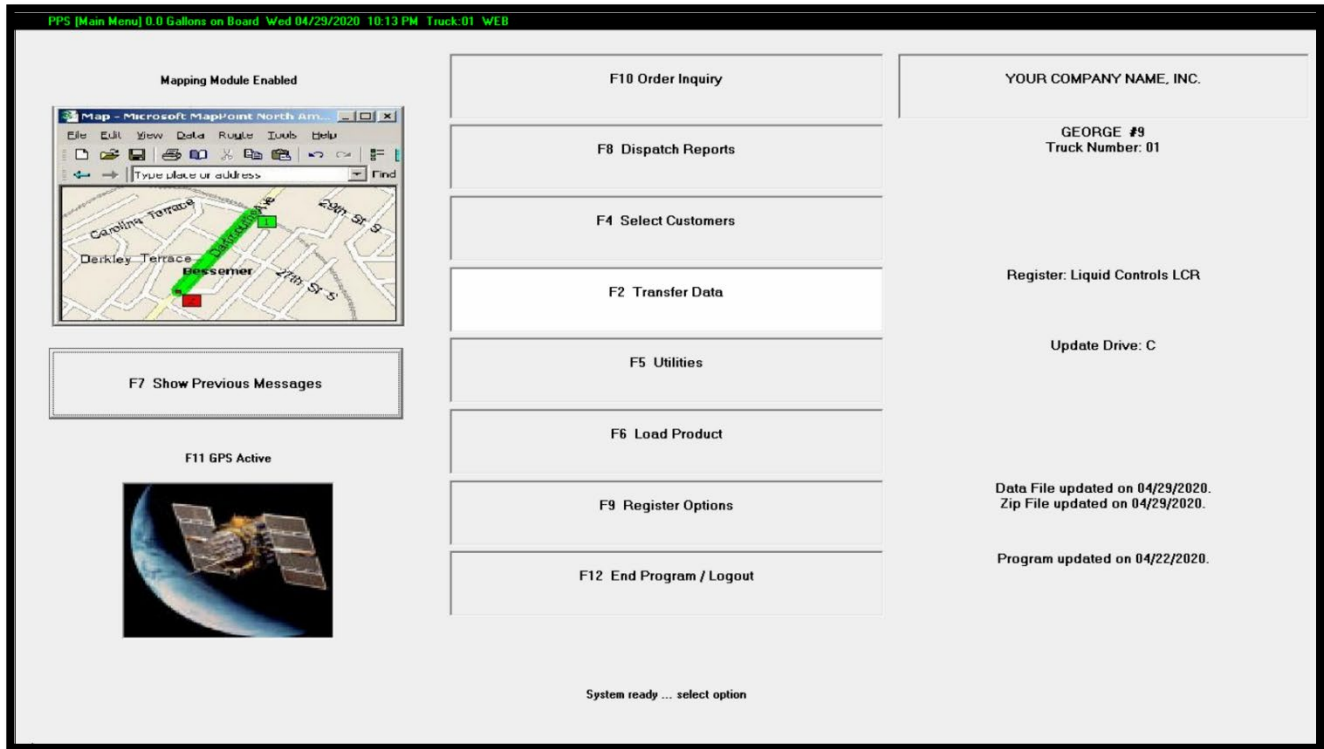 PPS [Main Menu] 0.0 Gallons on Board Wed 04/29/2020 10:13 PM Truck:01 WEB
Mapping Module Enabled
Map - Microsoft MapPoint North Am...
File Edit View Data Route Tools Help
Type place or address
Find
Carolina Terrace
Dartmouth Ave
29th St S
1
Berkley Terrace
Bessemer
27th St S
2
F7 Show Previous Messages
F11 GPS Active
F10 Order Inquiry
F8 Dispatch Reports
F4 Select Customers
F2 Transfer Data
F5 Utilities
F6 Load Product
F9 Register Options
F12 End Program / Logout
System ready ... select option
YOUR COMPANY NAME, INC.
GEORGE #9
Truck Number: 01
Register: Liquid Controls LCR
Update Drive: C
Data File updated on 04/29/2020.
Zip File updated on 04/29/2020.
Program updated on 04/22/2020.